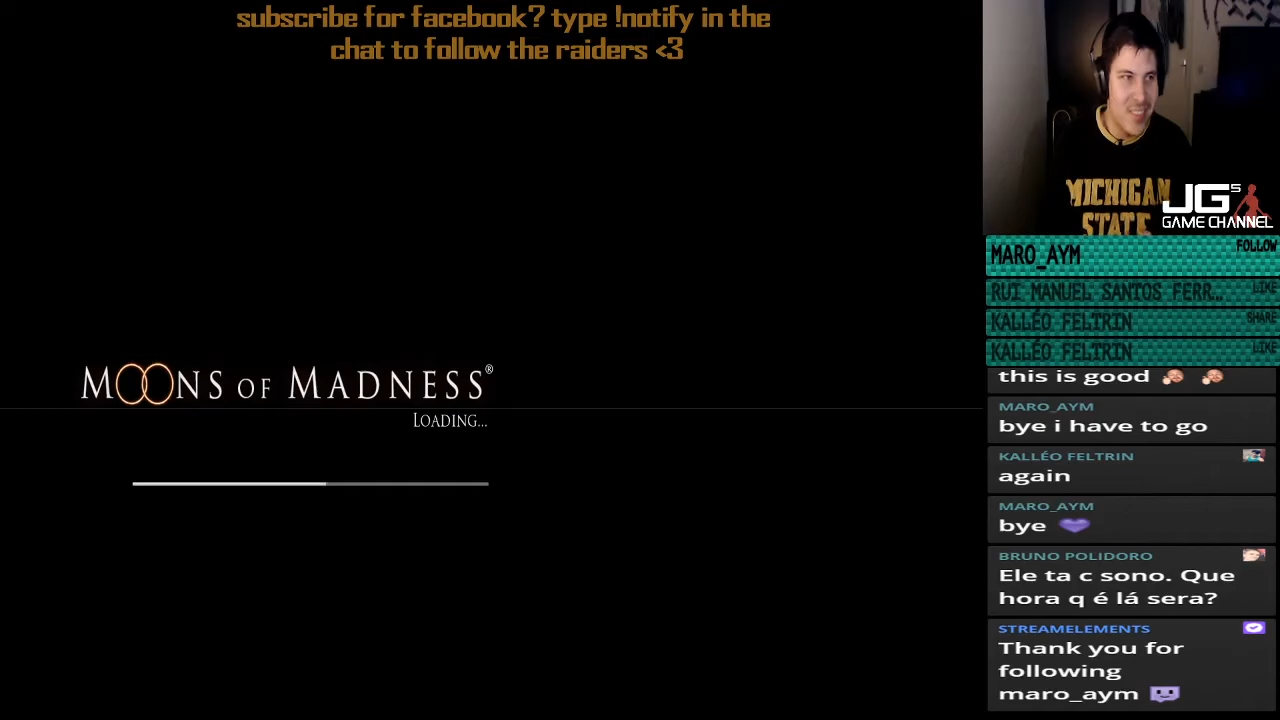 subscribe for facebook? type !notify in the
chat to follow the raiders <3
MICHIGAN
STATE
JG5
GAME CHANNEL
MARO_AYM FOLLOW
RUI MANUEL SANTOS FERR... LIKE
KALLÉO FELTRIN SHARE
KALLÉO FELTRIN LIKE
this is good
MARO_AYM
bye i have to go
KALLÉO FELTRIN
again
MARO_AYM
bye
BRUNO POLIDORO
Ele ta c sono. Que
hora q é lá sera?
STREAMELEMENTS
Thank you for
following
maro_aym
MOONS OF MADNESS®
LOADING...